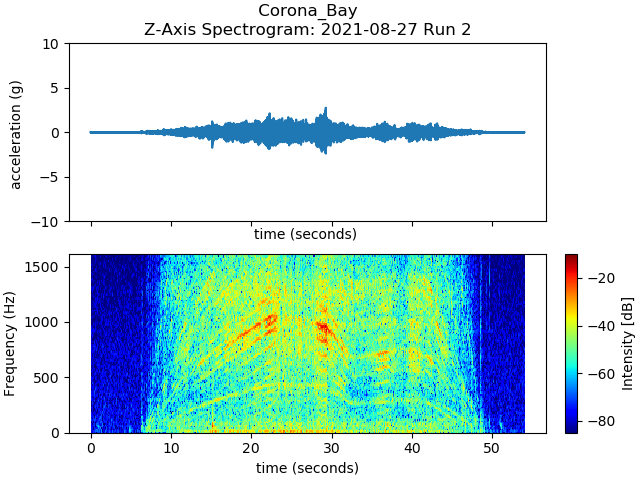 Corona_Bay
Z-Axis Spectrogram: 2021-08-27 Run 2
10
5
0
−5
−10
acceleration (g)
time (seconds)
1500
1000
500
0
Frequency (Hz)
0 10 20 30 40 50
time (seconds)
−20
−40
−60
−80
Intensity [dB]